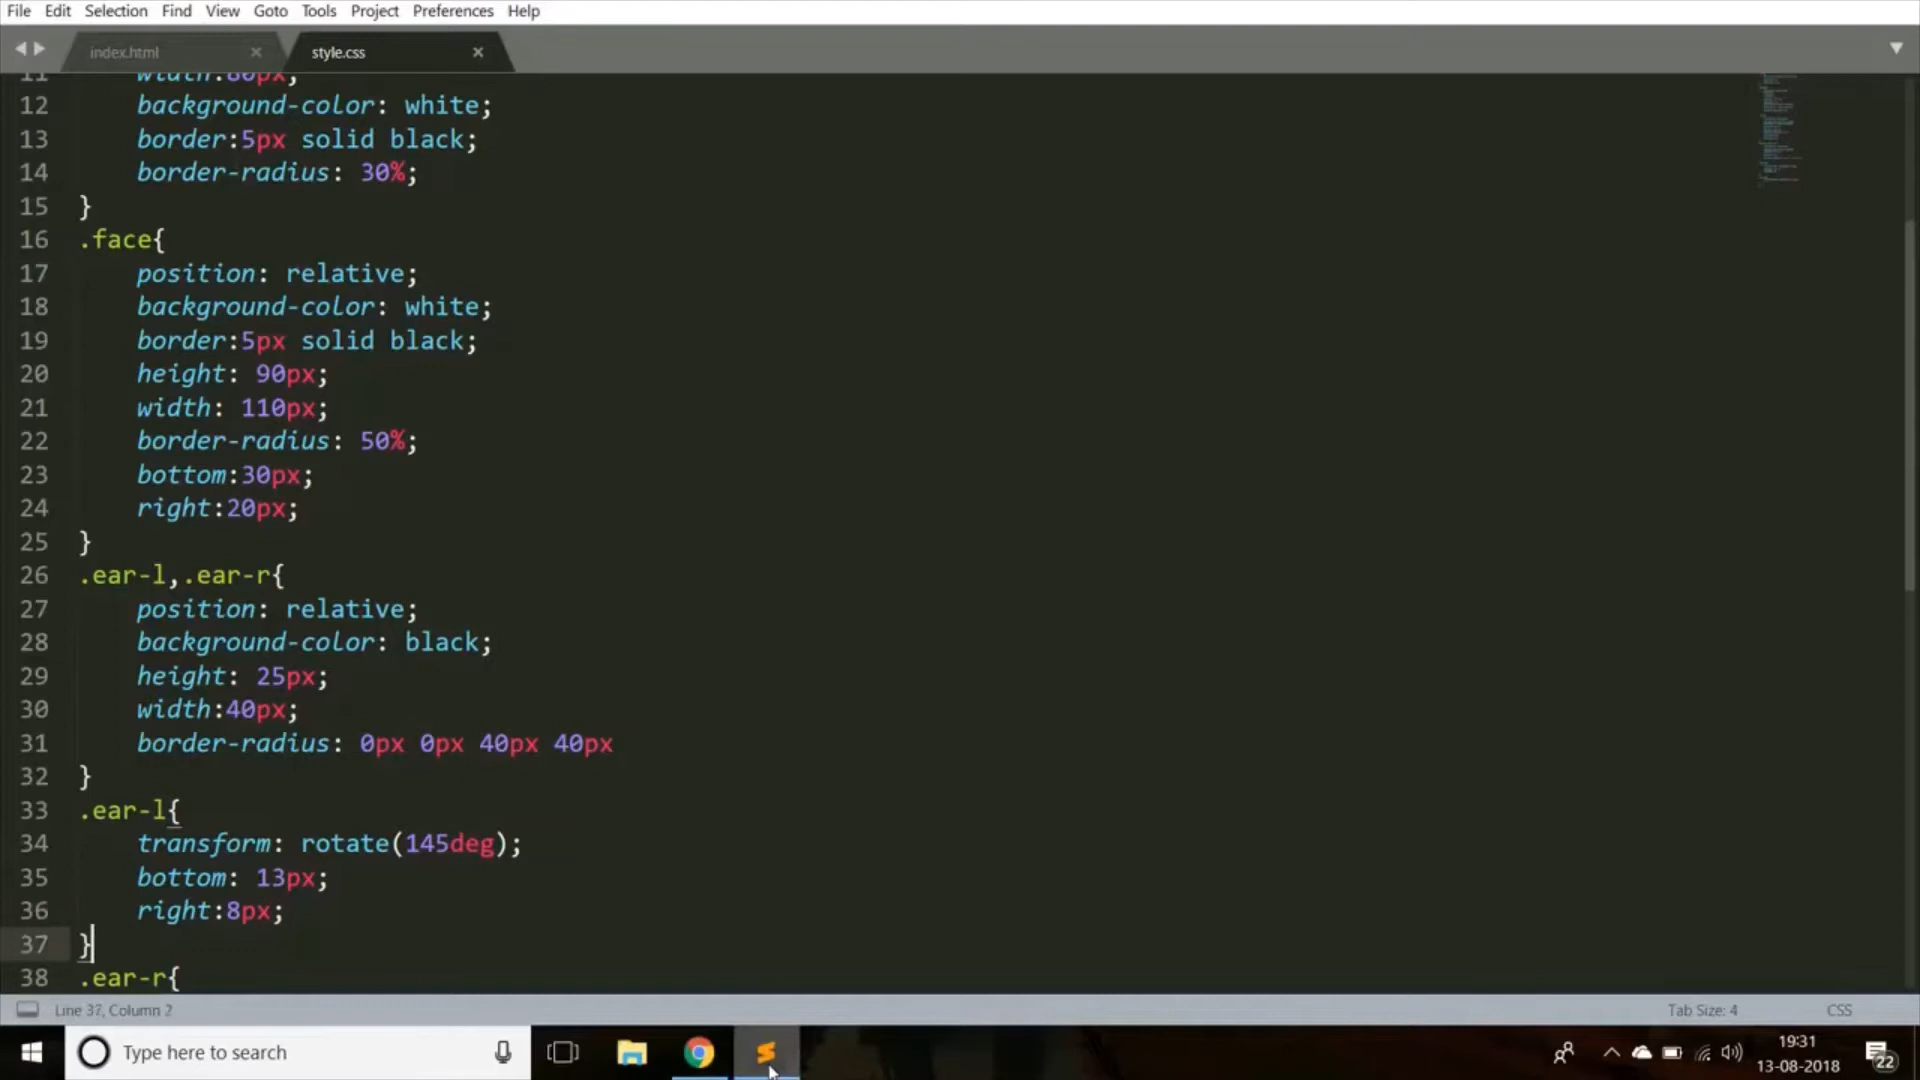 File Edit Selection Find View Goto Tools Project Preferences Help
index.html × style.css ×
11 width:80px;
12 background-color: white;
13 border:5px solid black;
14 border-radius: 30%;
15 }
16 .face{
17 position: relative;
18 background-color: white;
19 border:5px solid black;
20 height: 90px;
21 width: 110px;
22 border-radius: 50%;
23 bottom:30px;
24 right:20px;
25 }
26 .ear-l,.ear-r{
27 position: relative;
28 background-color: black;
29 height: 25px;
30 width:40px;
31 border-radius: 0px 0px 40px 40px
32 }
33 .ear-l{
34 transform: rotate(145deg);
35 bottom: 13px;
36 right:8px;
37 }
38 .ear-r{
Line 37, Column 2 Tab Size: 4 CSS
Type here to search
19:31
13-08-2018
22